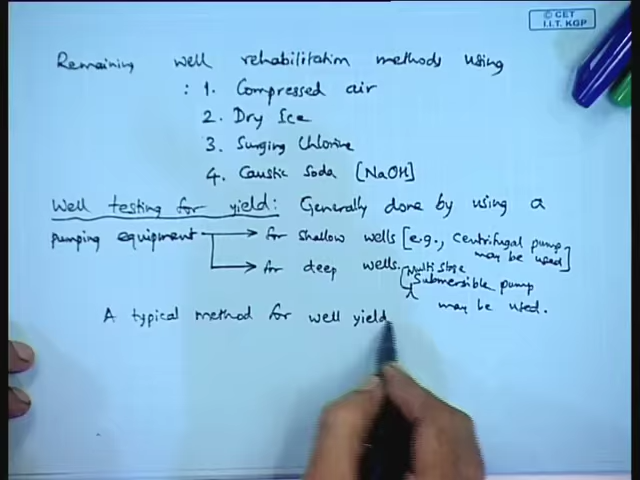 © CET
I.I.T. KGP
Remaining well rehabilitation methods using
: 1. Compressed air
2. Dry Ice
3. Surging Chlorine
4. Caustic Soda [NaOH]
Well testing for yield: Generally done by using a
pumping equipment → for shallow wells [e.g., Centrifugal pump
may be used]
→ for deep wells. Multi stage
Submersible pump
may be used.
A typical method for well yield